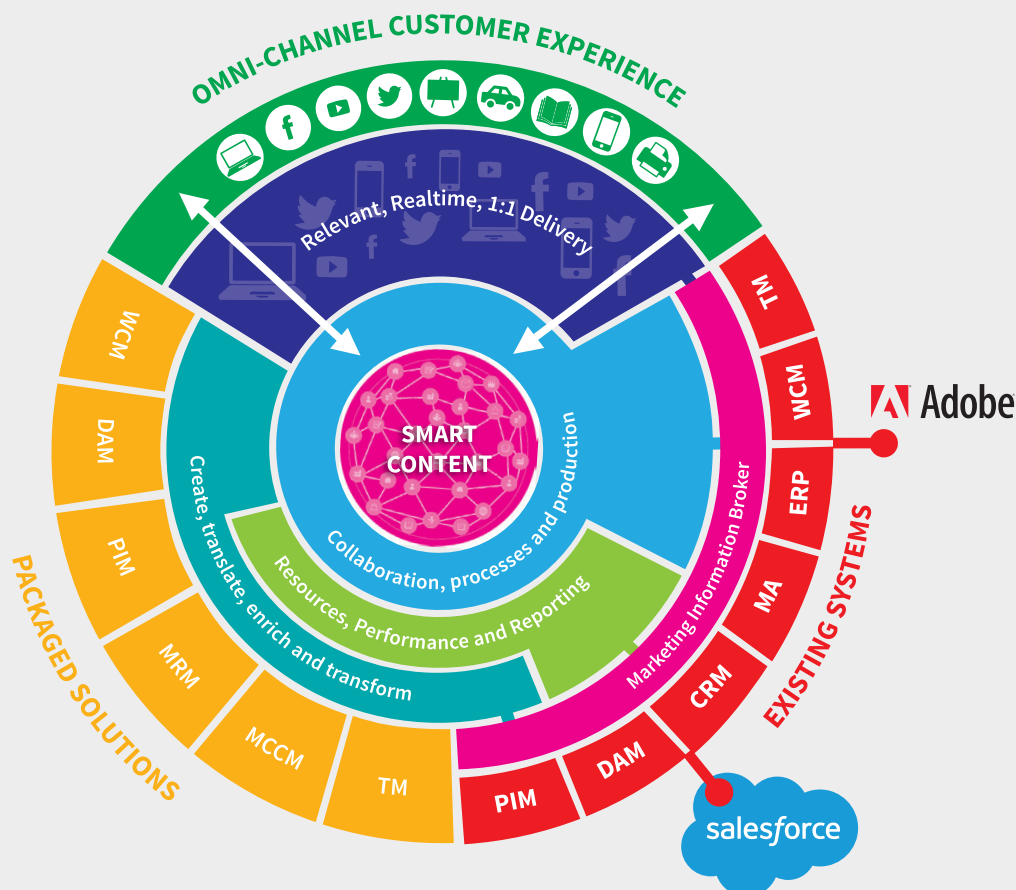 OMNI-CHANNEL CUSTOMER EXPERIENCE
Relevant, Realtime, 1:1 Delivery
SMART
CONTENT
Collaboration, processes and production
Resources, Performance and Reporting
Create, translate, enrich and transform
Marketing Information Broker
PACKAGED SOLUTIONS
WCM
DAM
PIM
MRM
MCCM
TM
EXISTING SYSTEMS
TM
WCM
ERP
MA
CRM
DAM
PIM
Adobe
salesforce